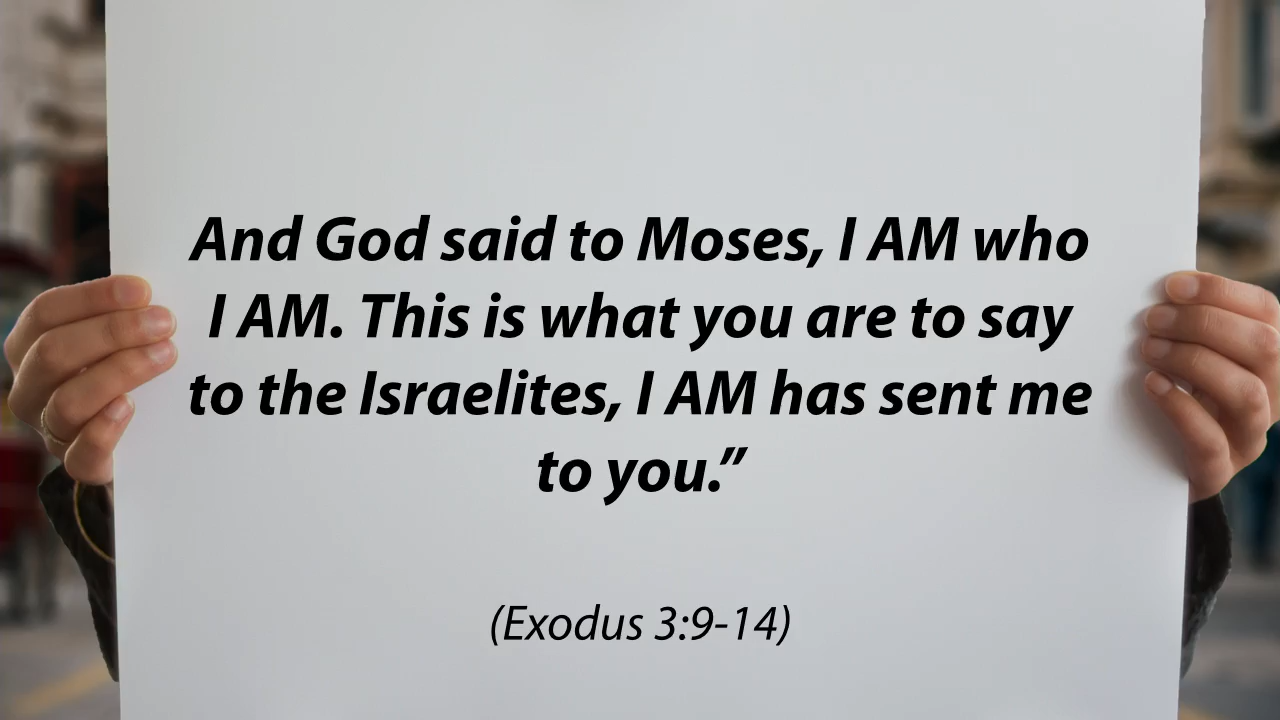 And God said to Moses, I AM who
I AM. This is what you are to say
to the Israelites, I AM has sent me
to you.”
(Exodus 3:9-14)